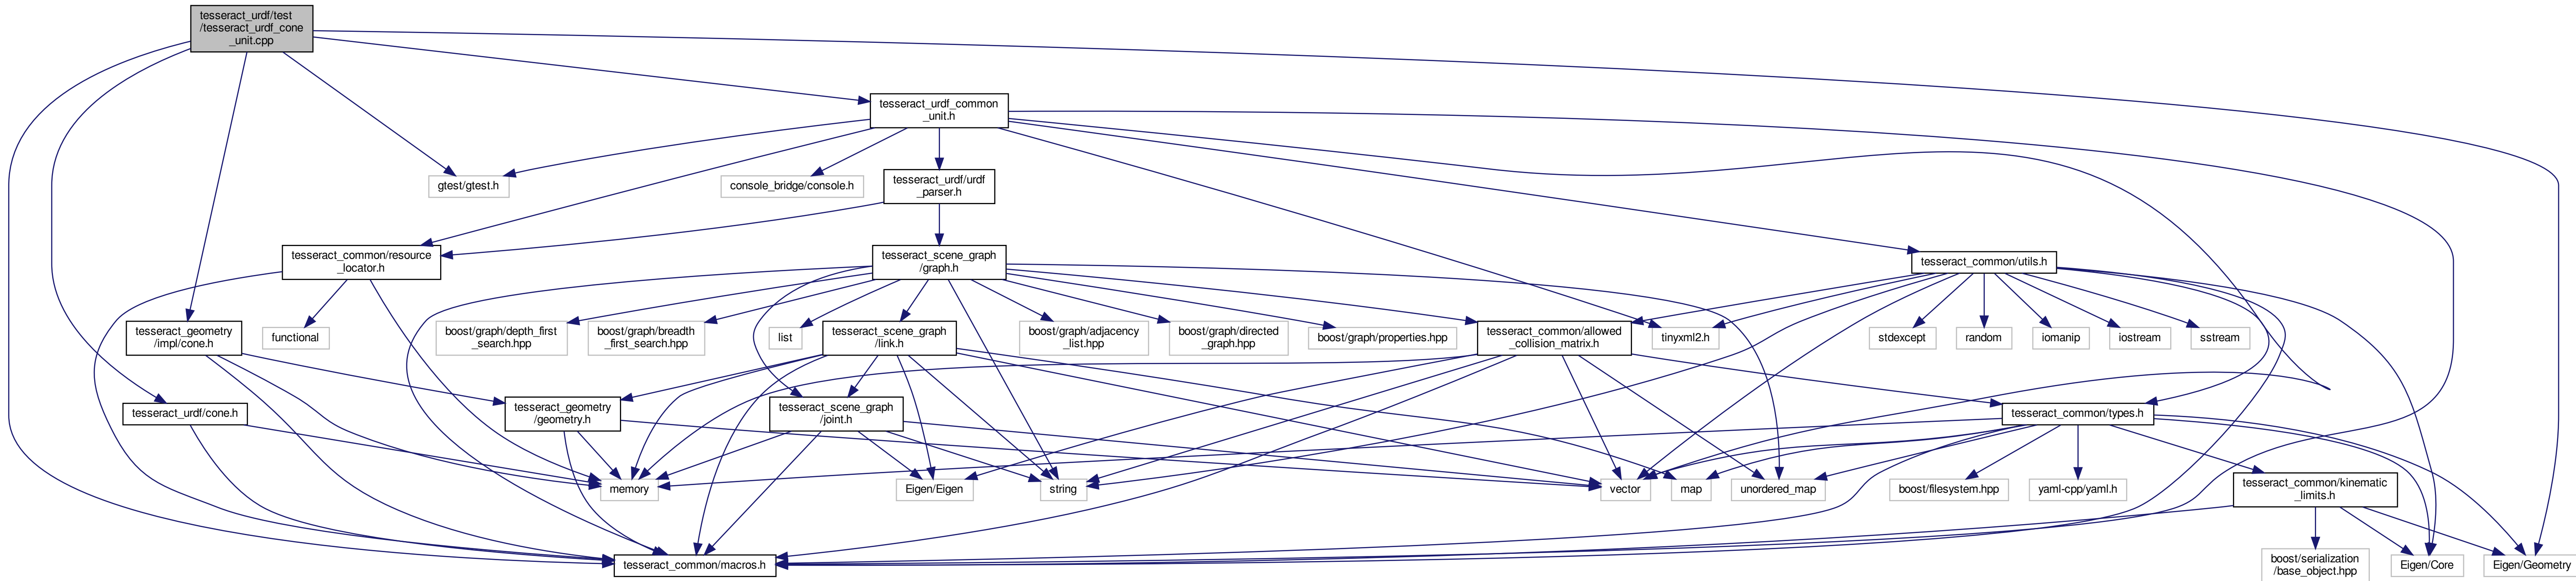 tesseract_urdf/test
/tesseract_urdf_cone
_unit.cpp
tesseract_urdf_common
_unit.h
gtest/gtest.h
console_bridge/console.h
tesseract_urdf/urdf
_parser.h
tesseract_common/resource
_locator.h
tesseract_scene_graph
/graph.h
tesseract_common/utils.h
tesseract_geometry
/impl/cone.h
functional
boost/graph/depth_first
_search.hpp
boost/graph/breadth
_first_search.hpp
list
tesseract_scene_graph
/link.h
boost/graph/adjacency
_list.hpp
boost/graph/directed
_graph.hpp
boost/graph/properties.hpp
tesseract_common/allowed
_collision_matrix.h
tinyxml2.h
stdexcept
random
iomanip
iostream
sstream
tesseract_urdf/cone.h
tesseract_geometry
/geometry.h
tesseract_scene_graph
/joint.h
tesseract_common/types.h
memory
Eigen/Eigen
string
vector
map
unordered_map
boost/filesystem.hpp
yaml-cpp/yaml.h
tesseract_common/kinematic
_limits.h
tesseract_common/macros.h
boost/serialization
/base_object.hpp
Eigen/Core
Eigen/Geometry